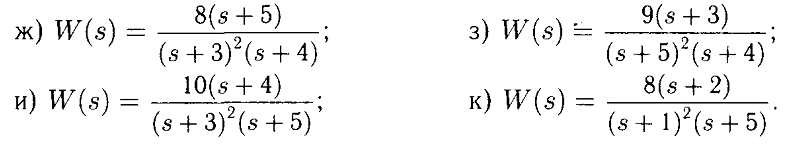 ж) W(s) = 8(s + 5) / (s + 3)²(s + 4); з) W(s) = 9(s + 3) / (s + 5)²(s + 4);
и) W(s) = 10(s + 4) / (s + 3)²(s + 5); к) W(s) = 8(s + 2) / (s + 1)²(s + 5).